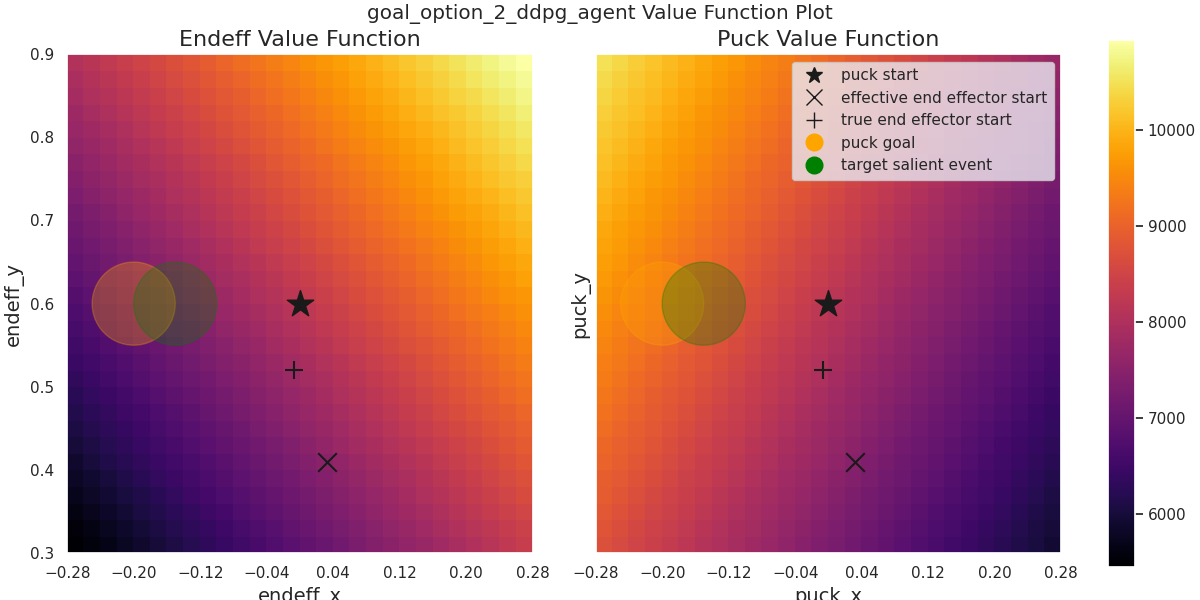 goal_option_2_ddpg_agent Value Function Plot
Endeff Value Function
0.9
0.8
0.7
0.6
0.5
0.4
0.3
endeff_y
−0.28 −0.20 −0.12 −0.04 0.04 0.12 0.20 0.28
endeff_x
Puck Value Function
puck start
effective end effector start
true end effector start
puck goal
target salient event
puck_y
−0.28 −0.20 −0.12 −0.04 0.04 0.12 0.20 0.28
puck_x
10000
9000
8000
7000
6000